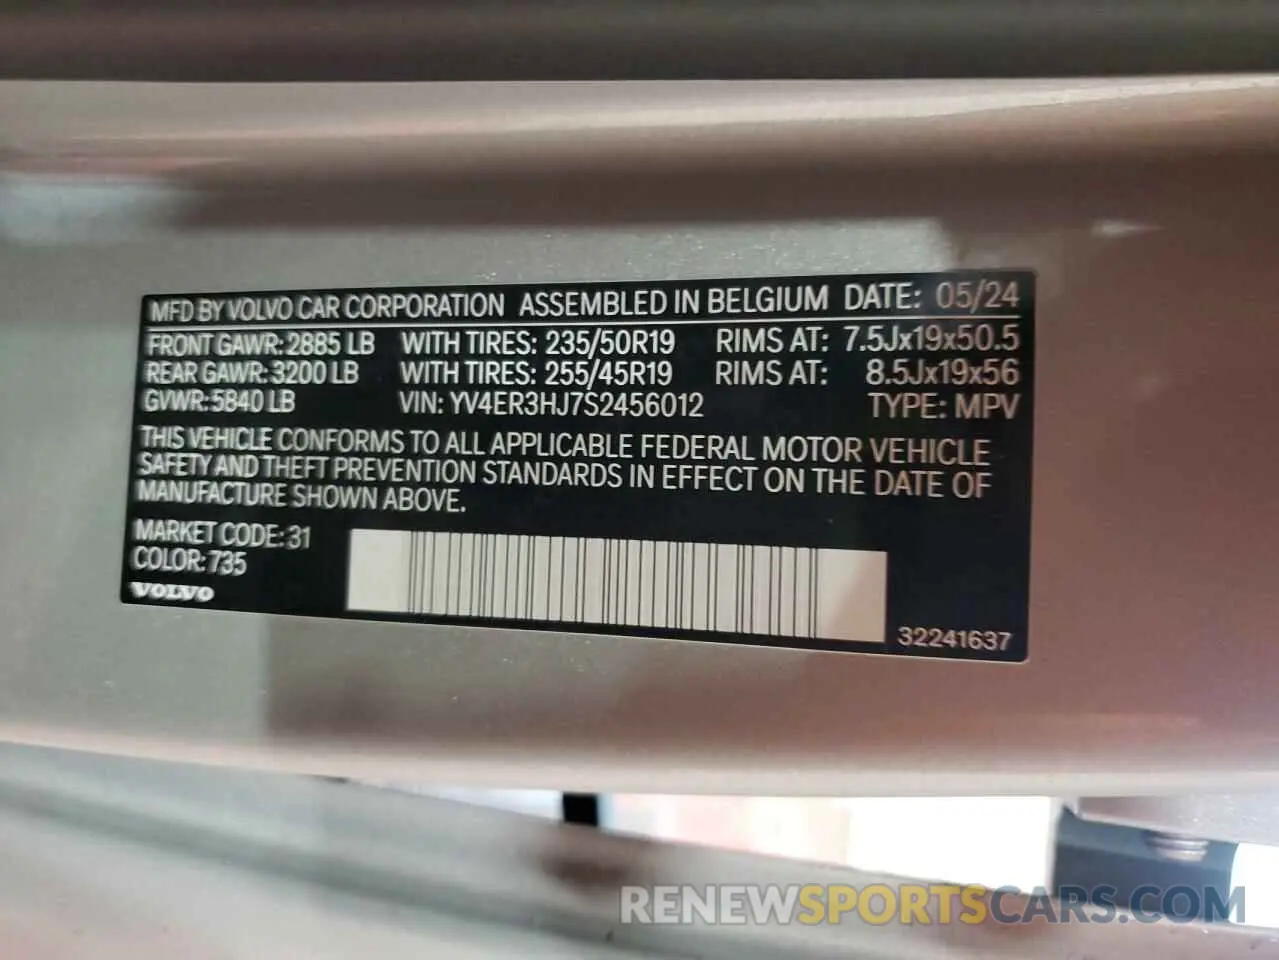 MFD BY VOLVO CAR CORPORATION ASSEMBLED IN BELGIUM DATE: 05/24
FRONT GAWR: 2885 LB WITH TIRES: 235/50R19 RIMS AT: 7.5Jx19x50.5
REAR GAWR: 3200 LB WITH TIRES: 255/45R19 RIMS AT: 8.5Jx19x56
GVWR: 5840 LB VIN: YV4ER3HJ7S2456012 TYPE: MPV
THIS VEHICLE CONFORMS TO ALL APPLICABLE FEDERAL MOTOR VEHICLE
SAFETY AND THEFT PREVENTION STANDARDS IN EFFECT ON THE DATE OF
MANUFACTURE SHOWN ABOVE.
MARKET CODE: 31
COLOR: 735
VOLVO
32241637
RENEWSPORTSCARS.COM